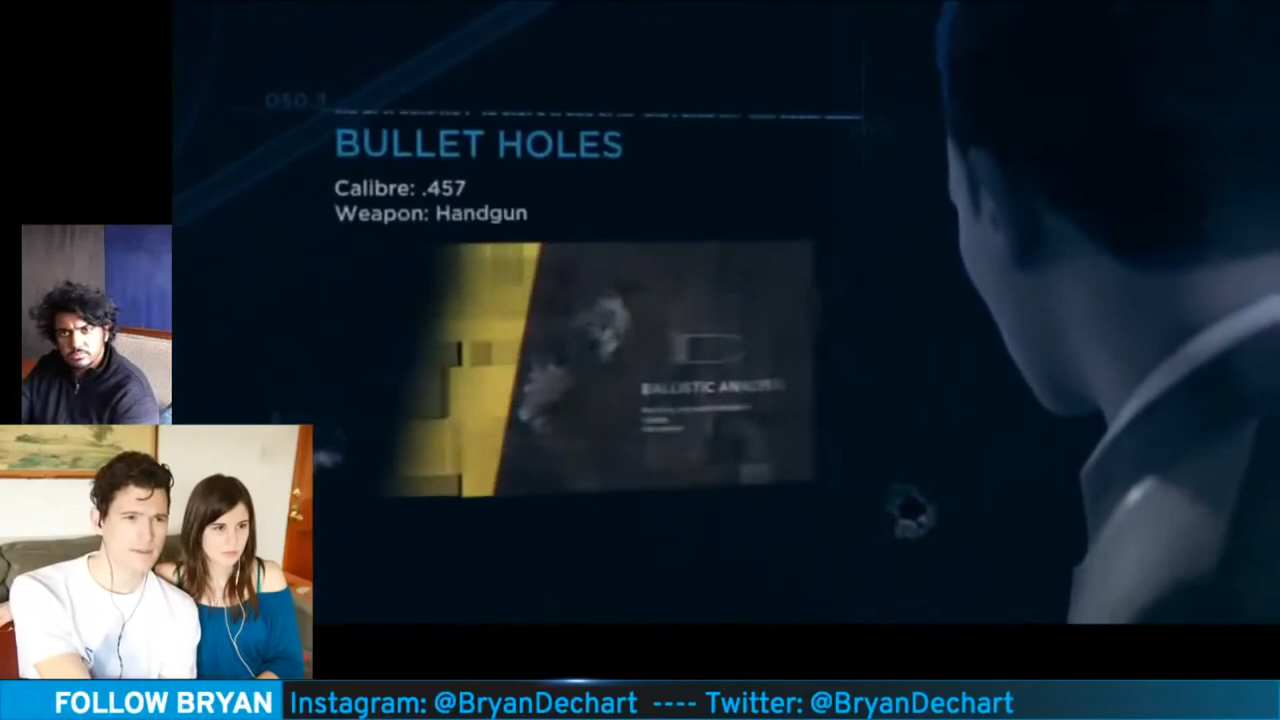 BULLET HOLES
Calibre: .457
Weapon: Handgun
BALLISTIC ANALYSIS
FOLLOW BRYAN
Instagram: @BryanDechart ---- Twitter: @BryanDechart